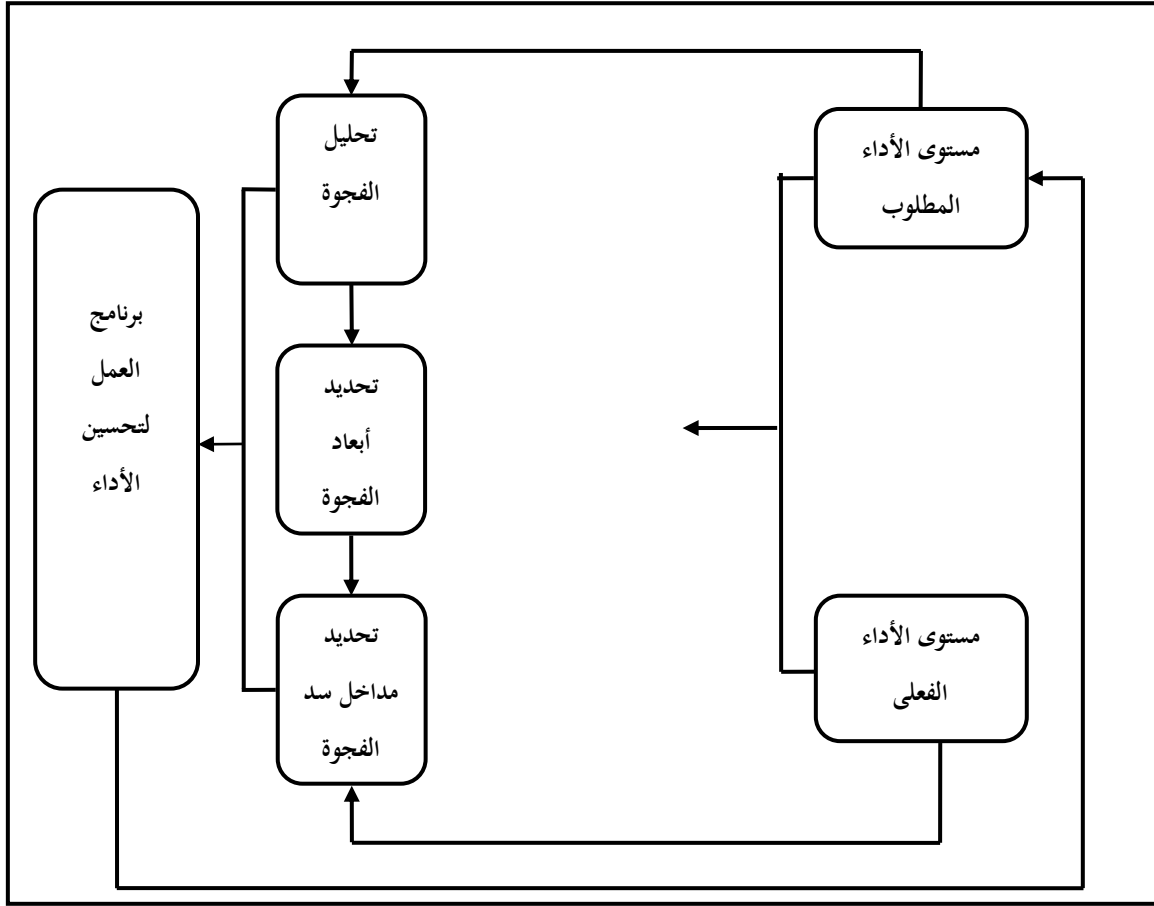 مستوى الأداء
المطلوب
مستوى الأداء
الفعلى
تحليل
الفجوة
تحديد
أبعاد
الفجوة
تحديد
مداخل سد
الفجوة
برنامج
العمل
لتحسين
الأداء